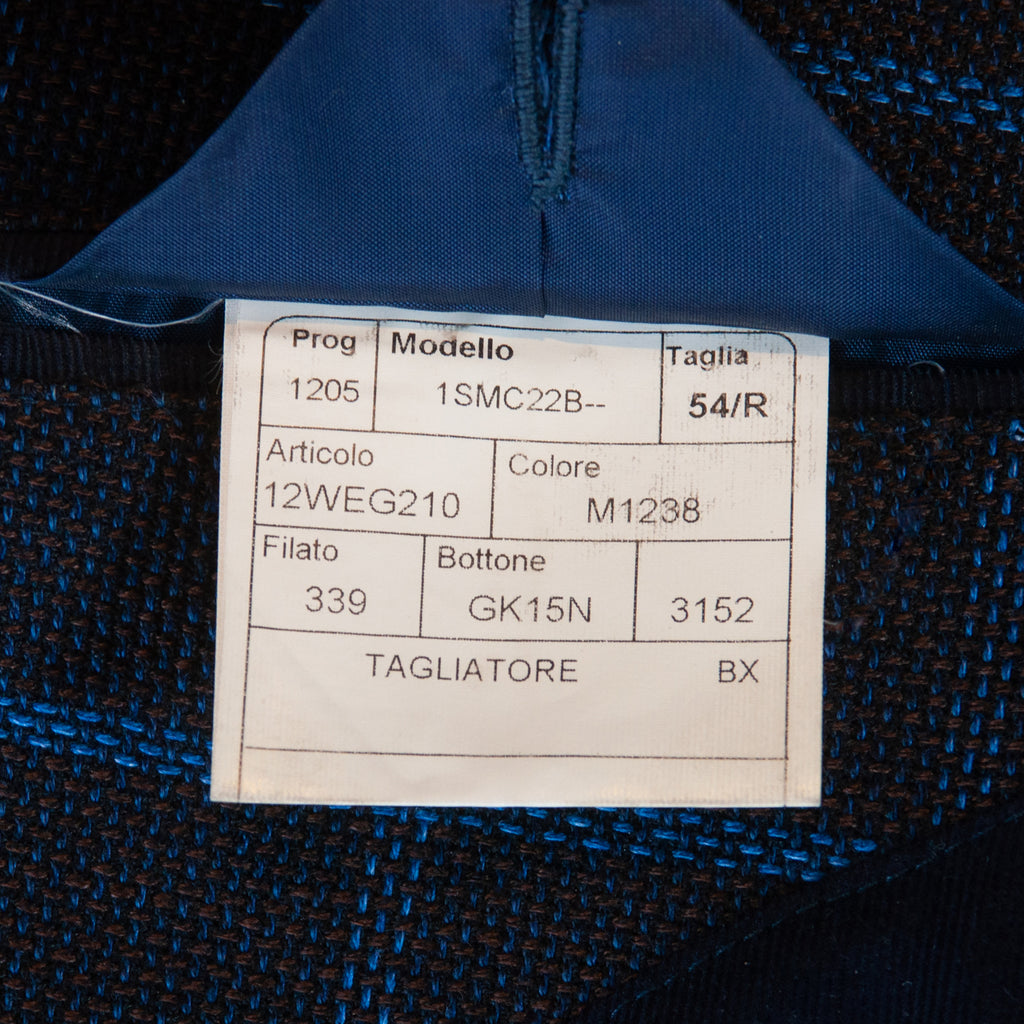 Prog Modello Taglia
1205 1SMC22B-- 54/R
Articolo Colore
12WEG210 M1238
Filato Bottone
339 GK15N 3152
TAGLIATORE BX